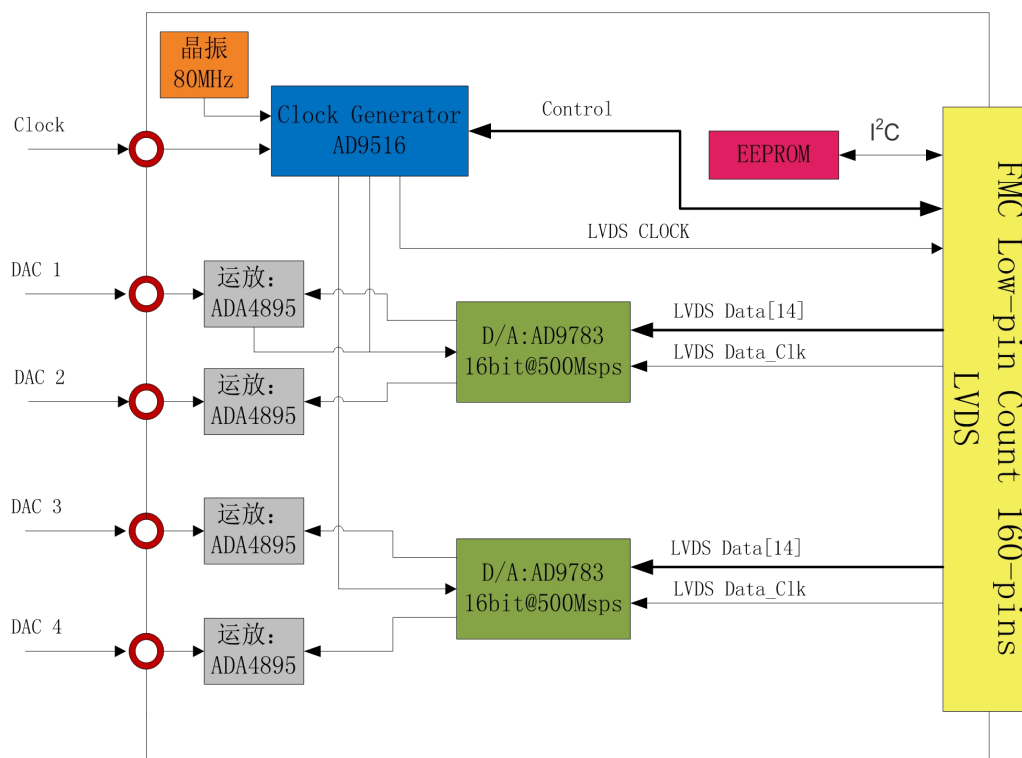 晶振
80MHz
Clock
Clock Generator
AD9516
Control
EEPROM
I²C
LVDS CLOCK
DAC 1
运放:
ADA4895
D/A:AD9783
16bit@500Msps
LVDS Data[14]
LVDS Data_Clk
DAC 2
运放:
ADA4895
DAC 3
运放:
ADA4895
D/A:AD9783
16bit@500Msps
LVDS Data[14]
LVDS Data_Clk
DAC 4
运放:
ADA4895
FMC Low-pin Count 160-pins
LVDS